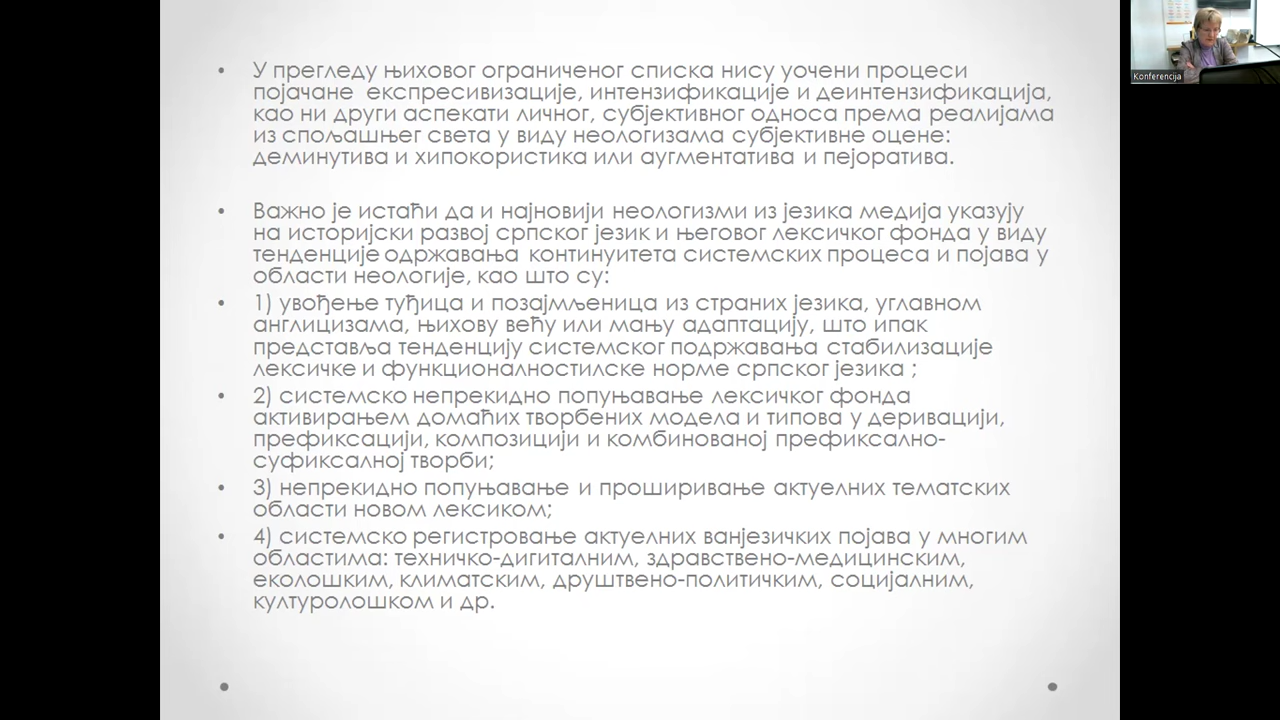 • У прегледу њиховог ограниченог списка нису уочени процеси
појачане  експресивизације, интензификације и деинтензификација,
као ни други аспекати личног, субјективног односа према реалијама
из спољашњег света у виду неологизама субјективне оцене:
деминутива и хипокористика или аугментатива и пејоратива.
• Важно је истаћи да и најновији неологизми из језика медија указују
на историјски развој српског језик и његовог лексичког фонда у виду
тенденције одржавања  континуитета системских процеса и појава у
области неологије, као што су:
• 1) увођење туђица и позајмљеница из страних језика, углавном
англицизама, њихову већу или мању адаптацију, што ипак
представља тенденцију системског подржавања стабилизације
лексичке и функционалностилске норме српског језика ;
• 2) системско непрекидно попуњавање лексичког фонда
активирањем домаћих творбених модела и типова у деривацији,
префиксацији, композицији и комбинованој префиксално-
суфиксалној творби;
• 3) непрекидно попуњавање и проширивање актуелних тематских
области новом лексиком;
• 4) системско регистровање актуелних ванјезичких појава у многим
областима: техничко-дигиталним, здравствено-медицинским,
еколошким, климатским, друштвено-политичким, социјалним,
културолошком и др.
Konferencija